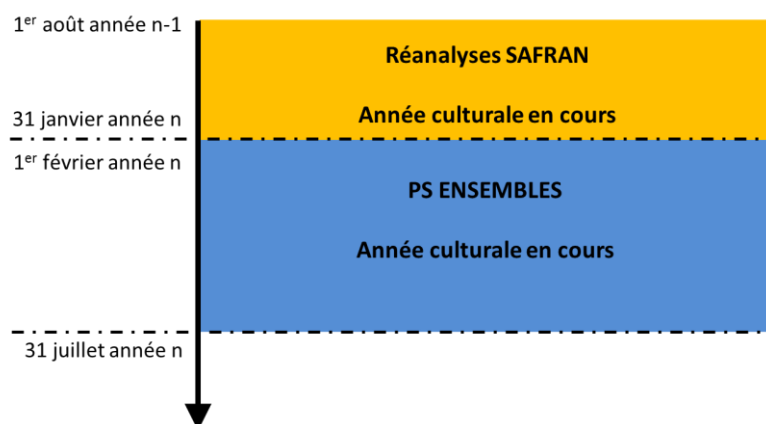 1er août année n-1
Réanalyses SAFRAN
31 janvier année n
Année culturale en cours
1er février année n
PS ENSEMBLES
Année culturale en cours
31 juillet année n